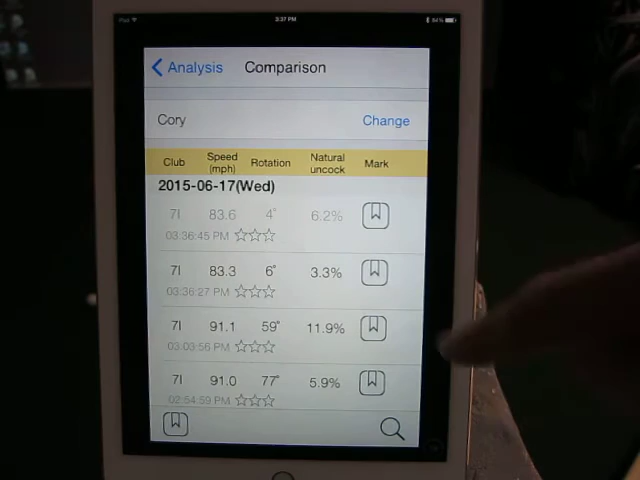 iPad
3:37 PM
84%
Analysis
Comparison
Cory
Change
Club
Speed (mph)
Rotation
Natural uncock
Mark
2015-06-17(Wed)
7I 83.6 4° 6.2%
03:36:45 PM
7I 83.3 6° 3.3%
03:36:27 PM
7I 91.1 59° 11.9%
03:03:56 PM
7I 91.0 77° 5.9%
02:54:59 PM